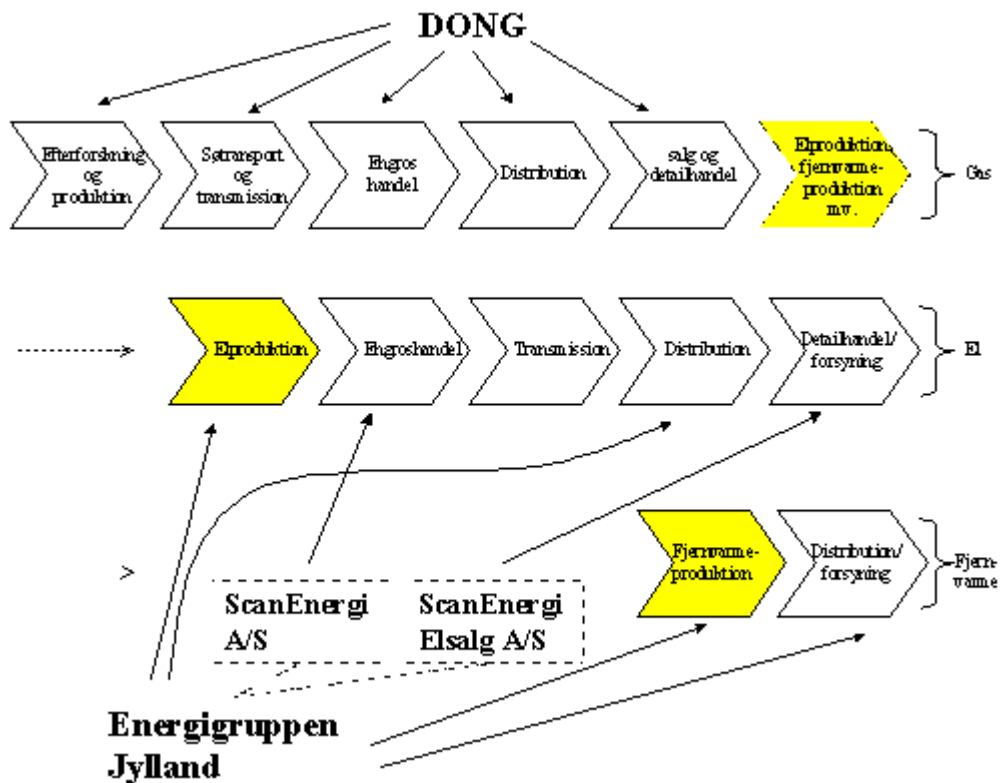 DONG
Efterforskning
og
produktion
Søtransport
og
transmission
Engros
handel
Distribution
salg og
detailhandel
Elproduktion,
fjernvarme-
produktion
mv.
Gas
Elproduktion
Engroshandel
Transmission
Distribution
Detailhandel/
forsyning
El
Fjernvarme-
produktion
Distribution/
forsyning
Fjern-
varme
ScanEnergi
A/S
ScanEnergi
Elsalg A/S
Energigruppen
Jylland